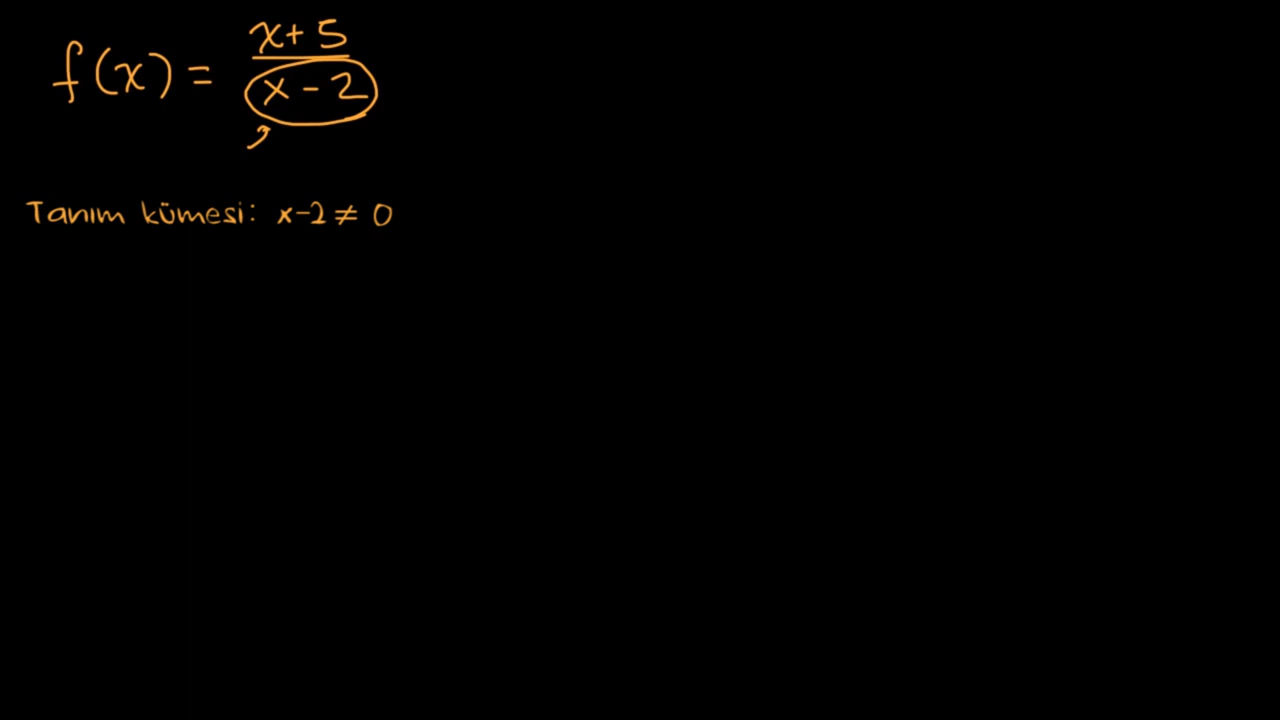 f(x) = x+5 / x-2
Tanım kümesi: x-2 ≠ 0